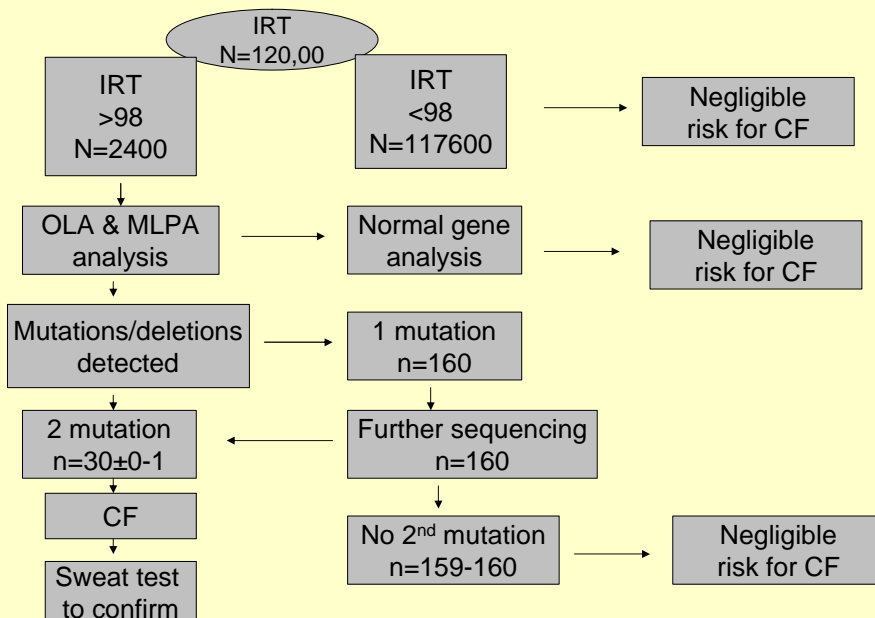 IRT
N=120,00
IRT
>98
N=2400
IRT
<98
N=117600
Negligible
risk for CF
OLA & MLPA
analysis
Normal gene
analysis
Negligible
risk for CF
Mutations/deletions
detected
1 mutation
n=160
2 mutation
n=30±0-1
Further sequencing
n=160
CF
No 2nd mutation
n=159-160
Negligible
risk for CF
Sweat test
to confirm